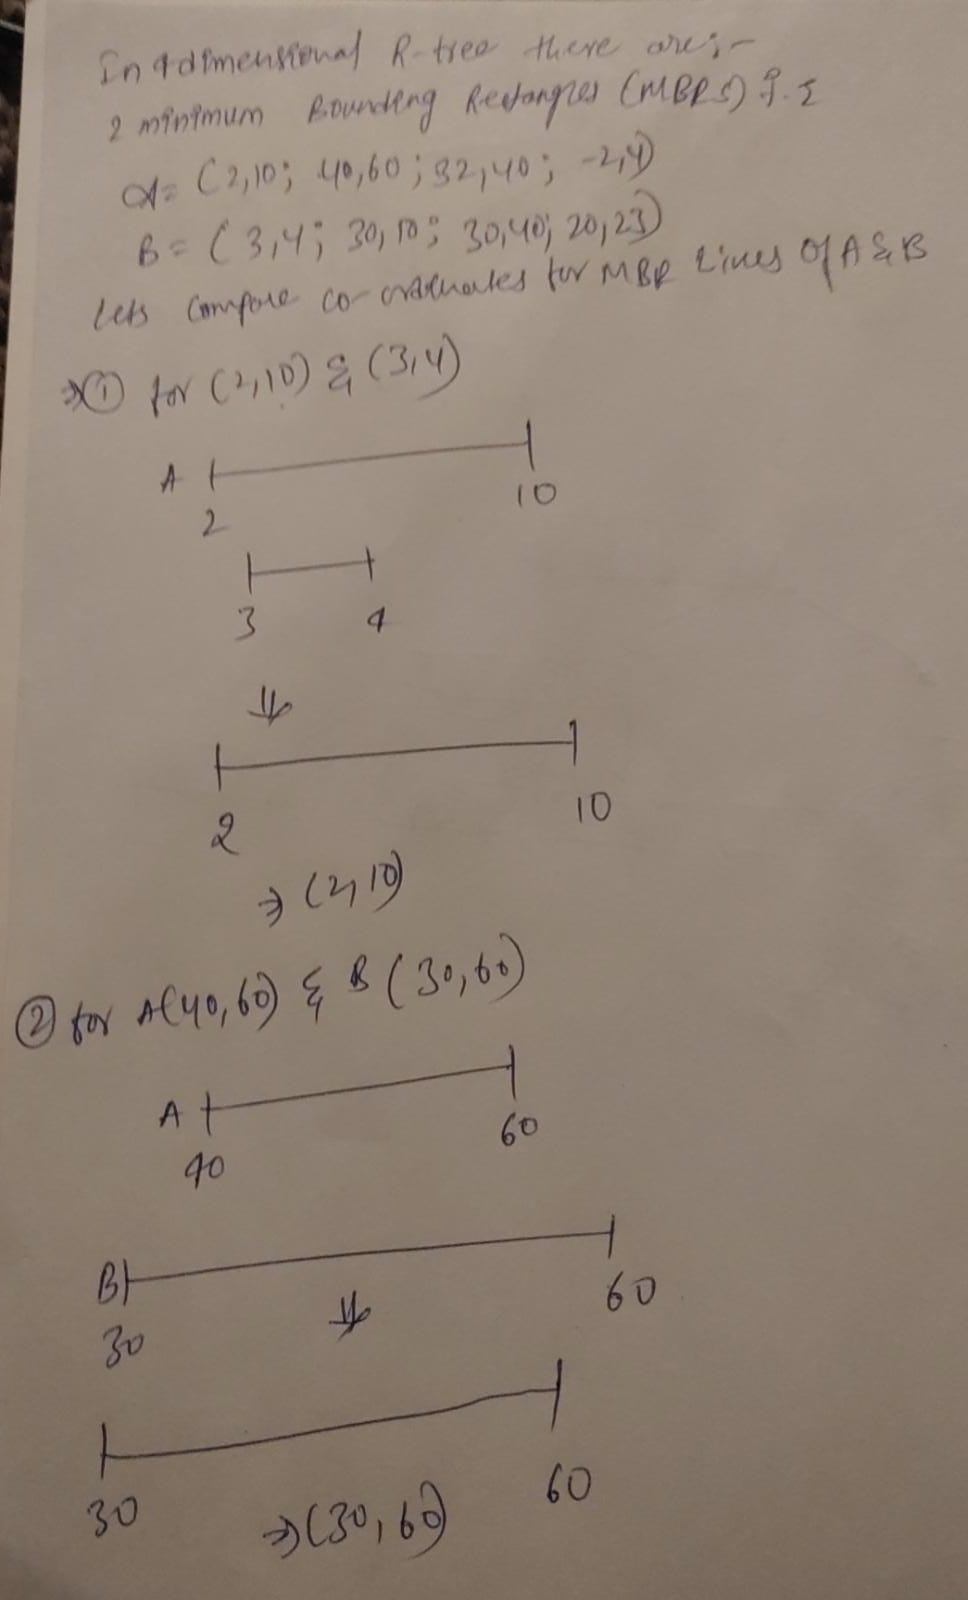 In 4 dimensional R-tree there are:-
2 minimum Bounding Rectangles (MBRS) i.e
A = (2,10; 40,60; 32,40; -2,4)
B = (3,4; 30,10; 30,40; 20,23)
Lets Compare co-ordinates for MBR Lines Of A & B
⇒ ① for (2,10) & (3,4)
A
2 10
3 4
⇓
2 10
⇒ (2,10)
② for A(40,60) & B (30,60)
A
40 60
B
30 60
⇓
30 60
⇒ (30,60)